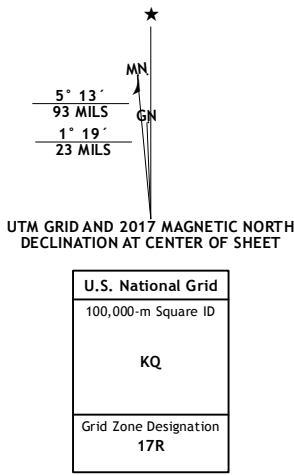 MN
5° 13´
93 MILS
GN
1° 19´
23 MILS
UTM GRID AND 2017 MAGNETIC NORTH
DECLINATION AT CENTER OF SHEET
U.S. National Grid
100,000-m Square ID
KQ
Grid Zone Designation
17R